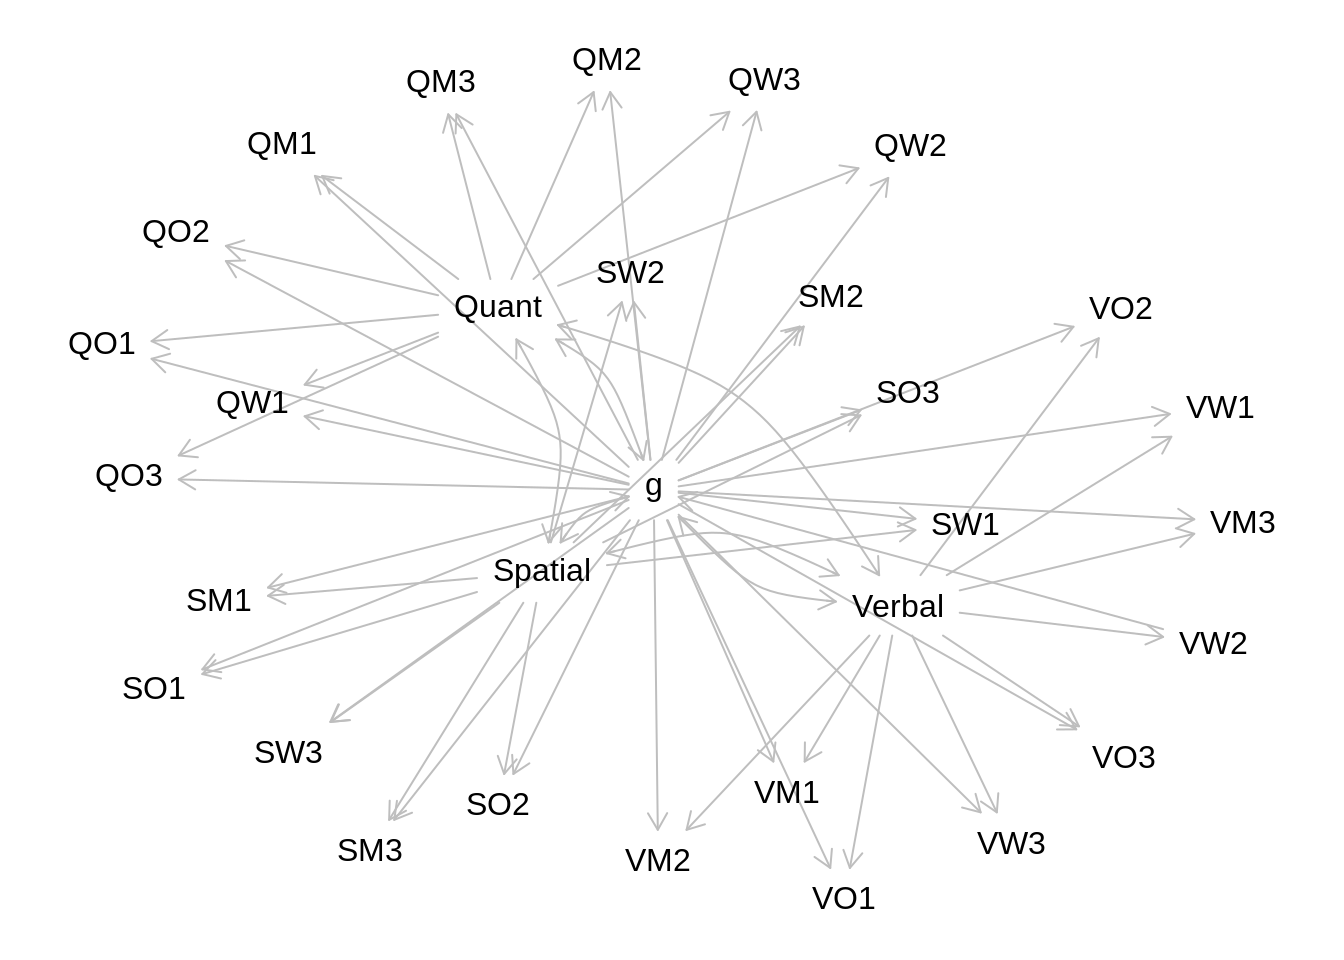 QM2
QW3
QM3
QM1
QW2
QO2
SW2
SM2
Quant
VO2
QO1
SO3
QW1
VW1
QO3
g
VM3
SW1
Spatial
SM1
Verbal
VW2
SO1
SW3
VO3
VM1
SO2
VW3
SM3
VM2
VO1